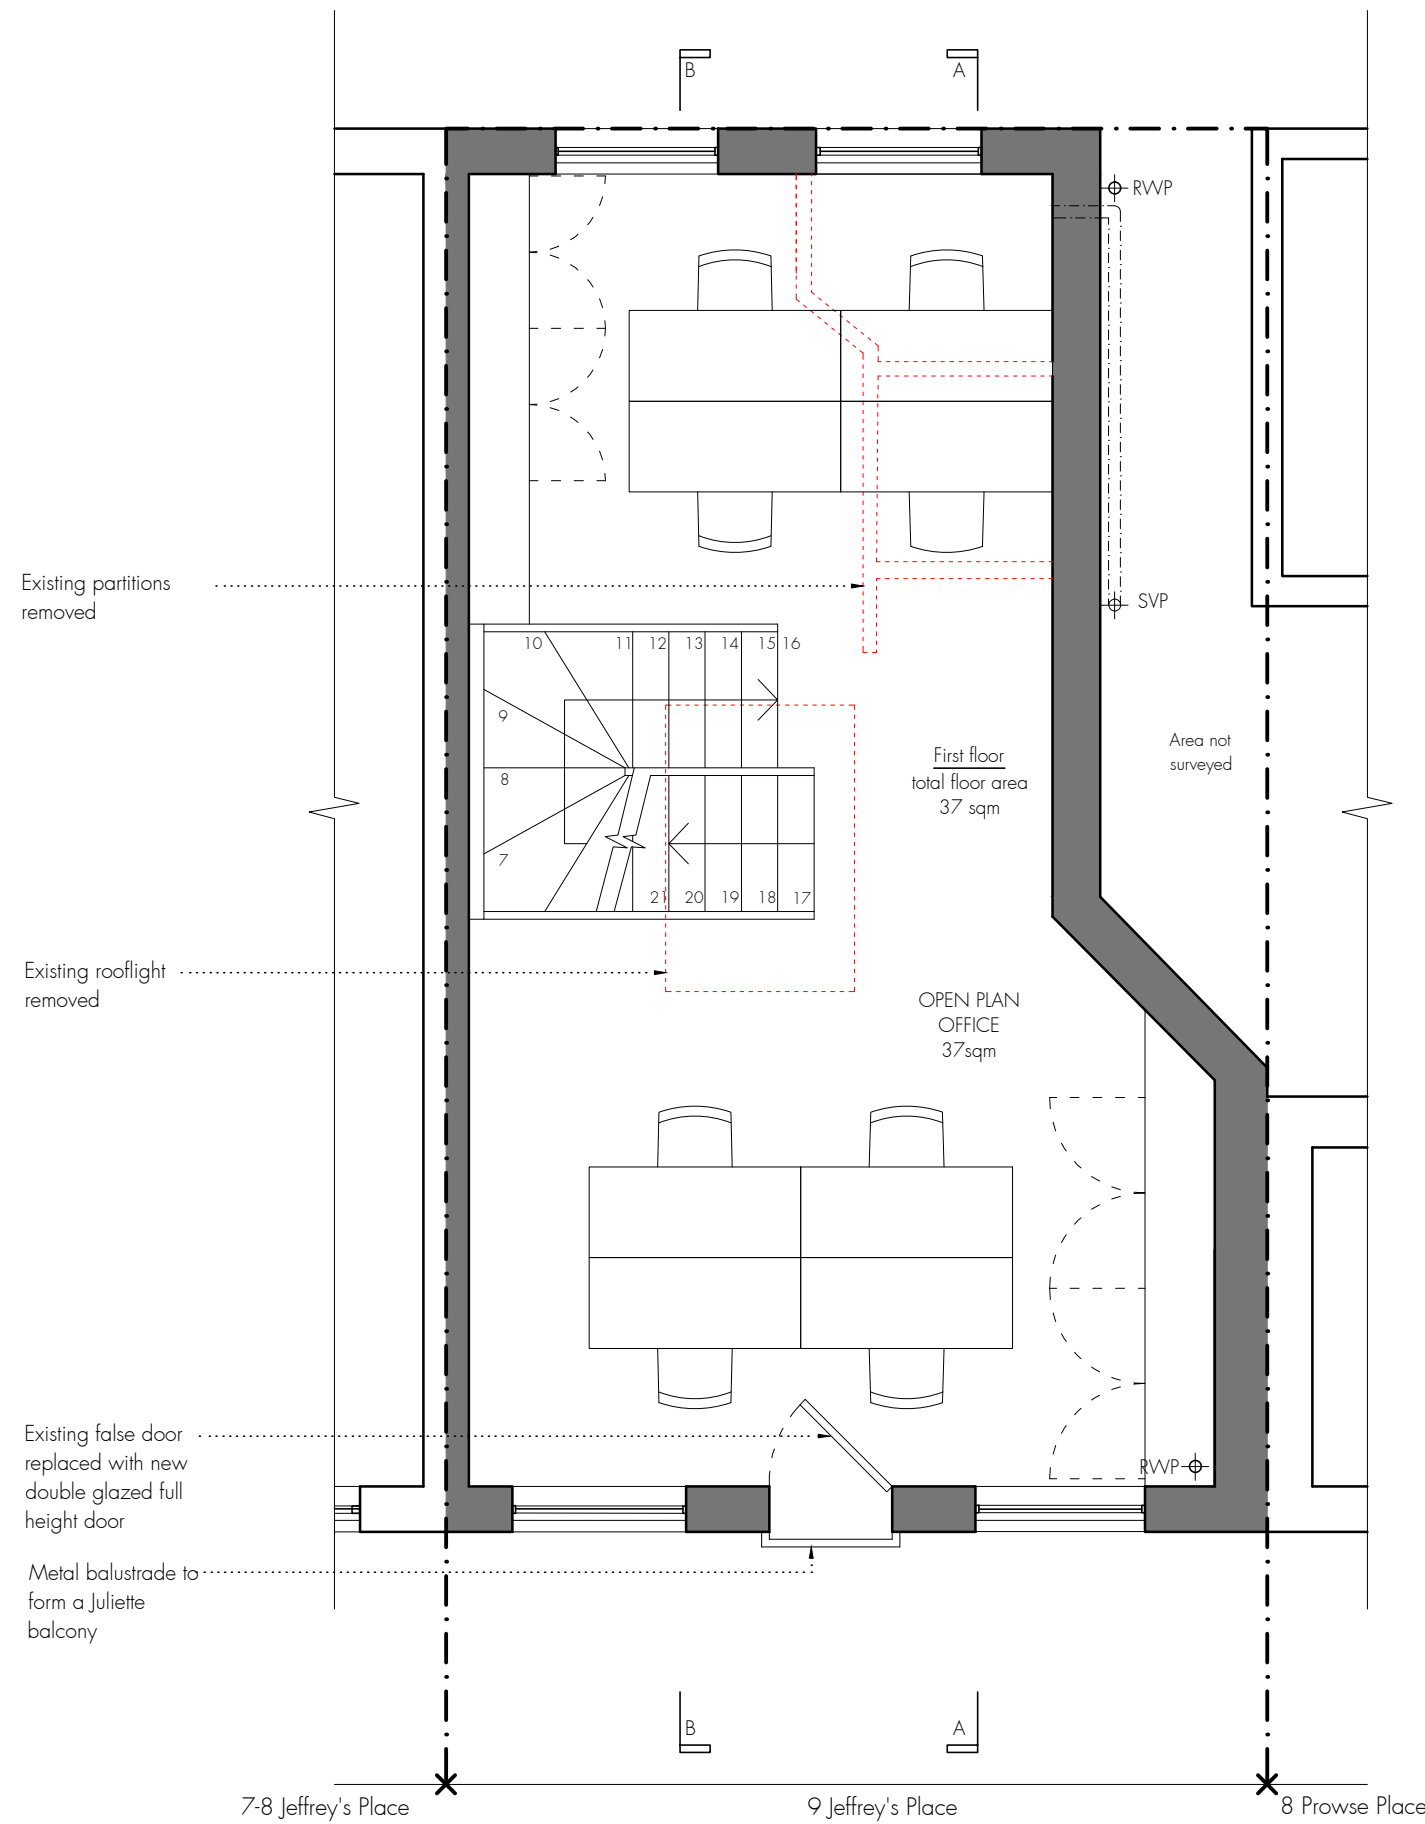 B
A
RWP
Existing partitions
removed
SVP
10
11
12
13
14
15
16
9
8
7
21
20
19
18
17
First floor
total floor area
37 sqm
Area not
surveyed
Existing rooflight
removed
OPEN PLAN
OFFICE
37sqm
Existing false door
replaced with new
double glazed full
height door
RWP
Metal balustrade to
form a Juliette
balcony
B
A
7-8 Jeffrey's Place
9 Jeffrey's Place
8 Prowse Place